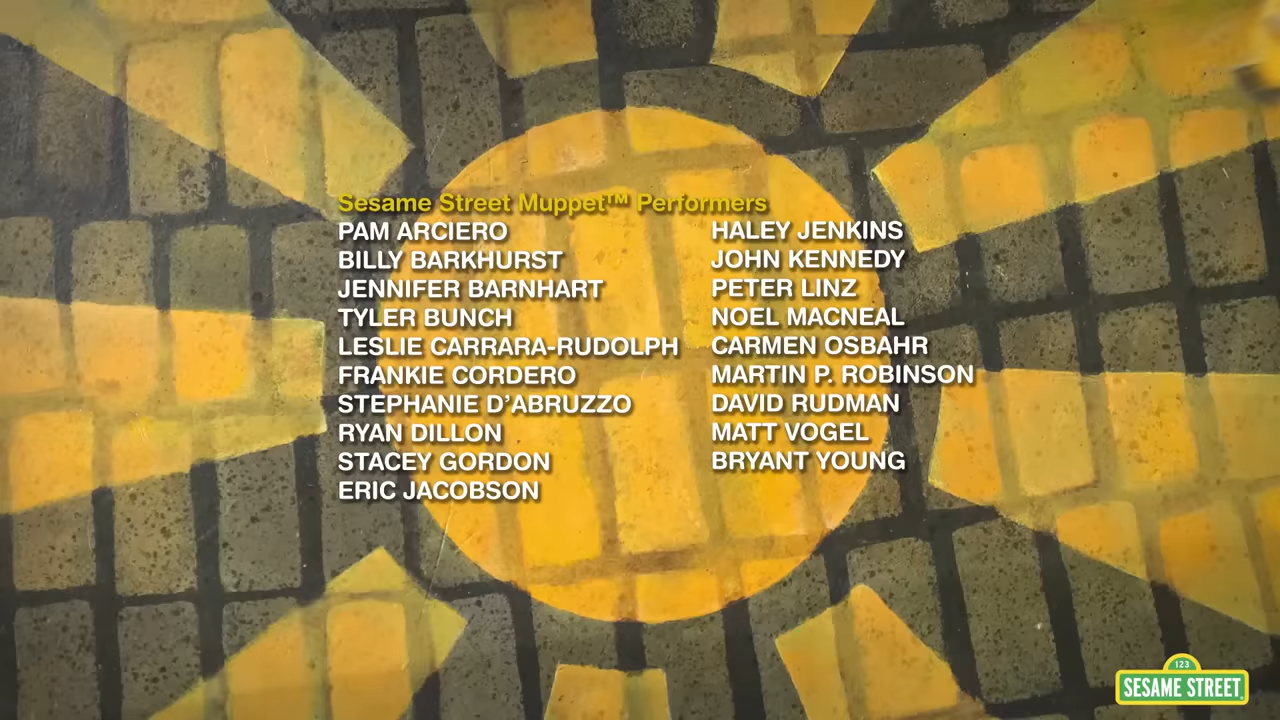 Sesame Street Muppet™ Performers
PAM ARCIERO
BILLY BARKHURST
JENNIFER BARNHART
TYLER BUNCH
LESLIE CARRARA-RUDOLPH
FRANKIE CORDERO
STEPHANIE D'ABRUZZO
RYAN DILLON
STACEY GORDON
ERIC JACOBSON
HALEY JENKINS
JOHN KENNEDY
PETER LINZ
NOEL MACNEAL
CARMEN OSBAHR
MARTIN P. ROBINSON
DAVID RUDMAN
MATT VOGEL
BRYANT YOUNG
123
SESAME STREET